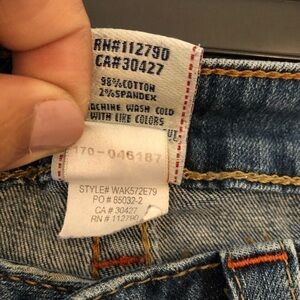 RN#112790
CA#30427
98%COTTON
2%SPANDEX
MACHINE WASH COLD
WITH LIKE COLORS
170-046187
STYLE# WAK572E79
PO # 85032-2
CA # 30427
RN # 112790